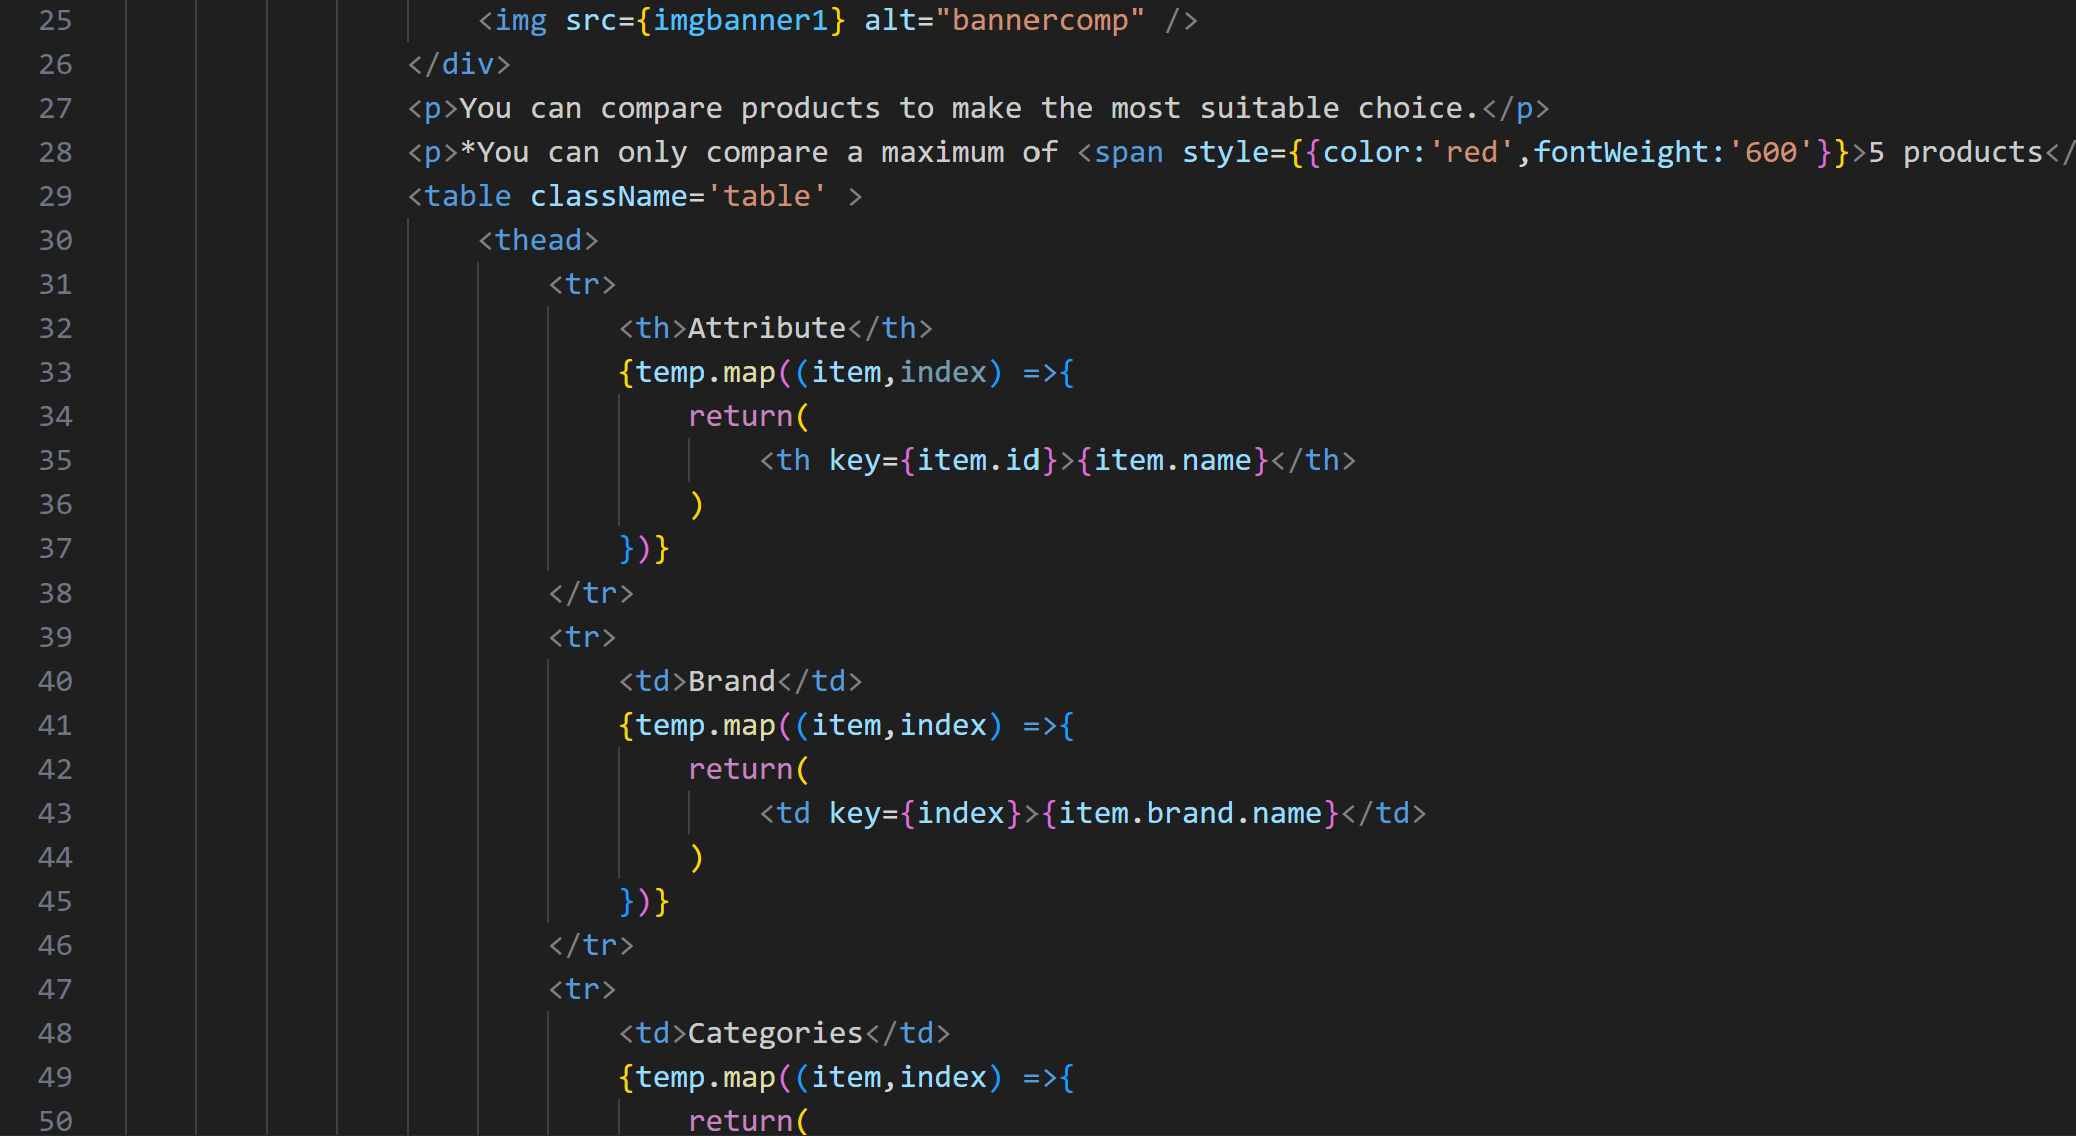 25 <img src={imgbanner1} alt="bannercomp" />
26 </div>
27 <p>You can compare products to make the most suitable choice.</p>
28 <p>*You can only compare a maximum of <span style={{color:'red',fontWeight:'600'}}>5 products</
29 <table className='table' >
30 <thead>
31 <tr>
32 <th>Attribute</th>
33 {temp.map((item,index) =>{
34 return(
35 <th key={item.id}>{item.name}</th>
36 )
37 })}
38 </tr>
39 <tr>
40 <td>Brand</td>
41 {temp.map((item,index) =>{
42 return(
43 <td key={index}>{item.brand.name}</td>
44 )
45 })}
46 </tr>
47 <tr>
48 <td>Categories</td>
49 {temp.map((item,index) =>{
50 return(